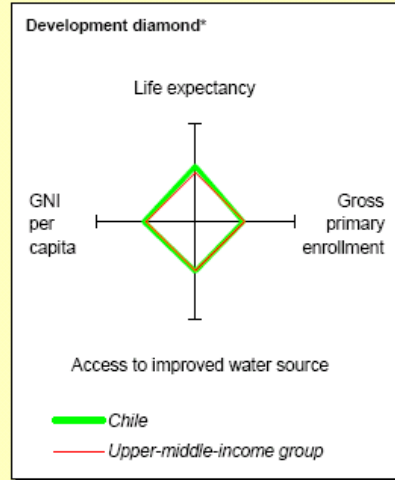 Development diamond*
Life expectancy
GNI
per
capita
Gross
primary
enrollment
Access to improved water source
Chile
Upper-middle-income group